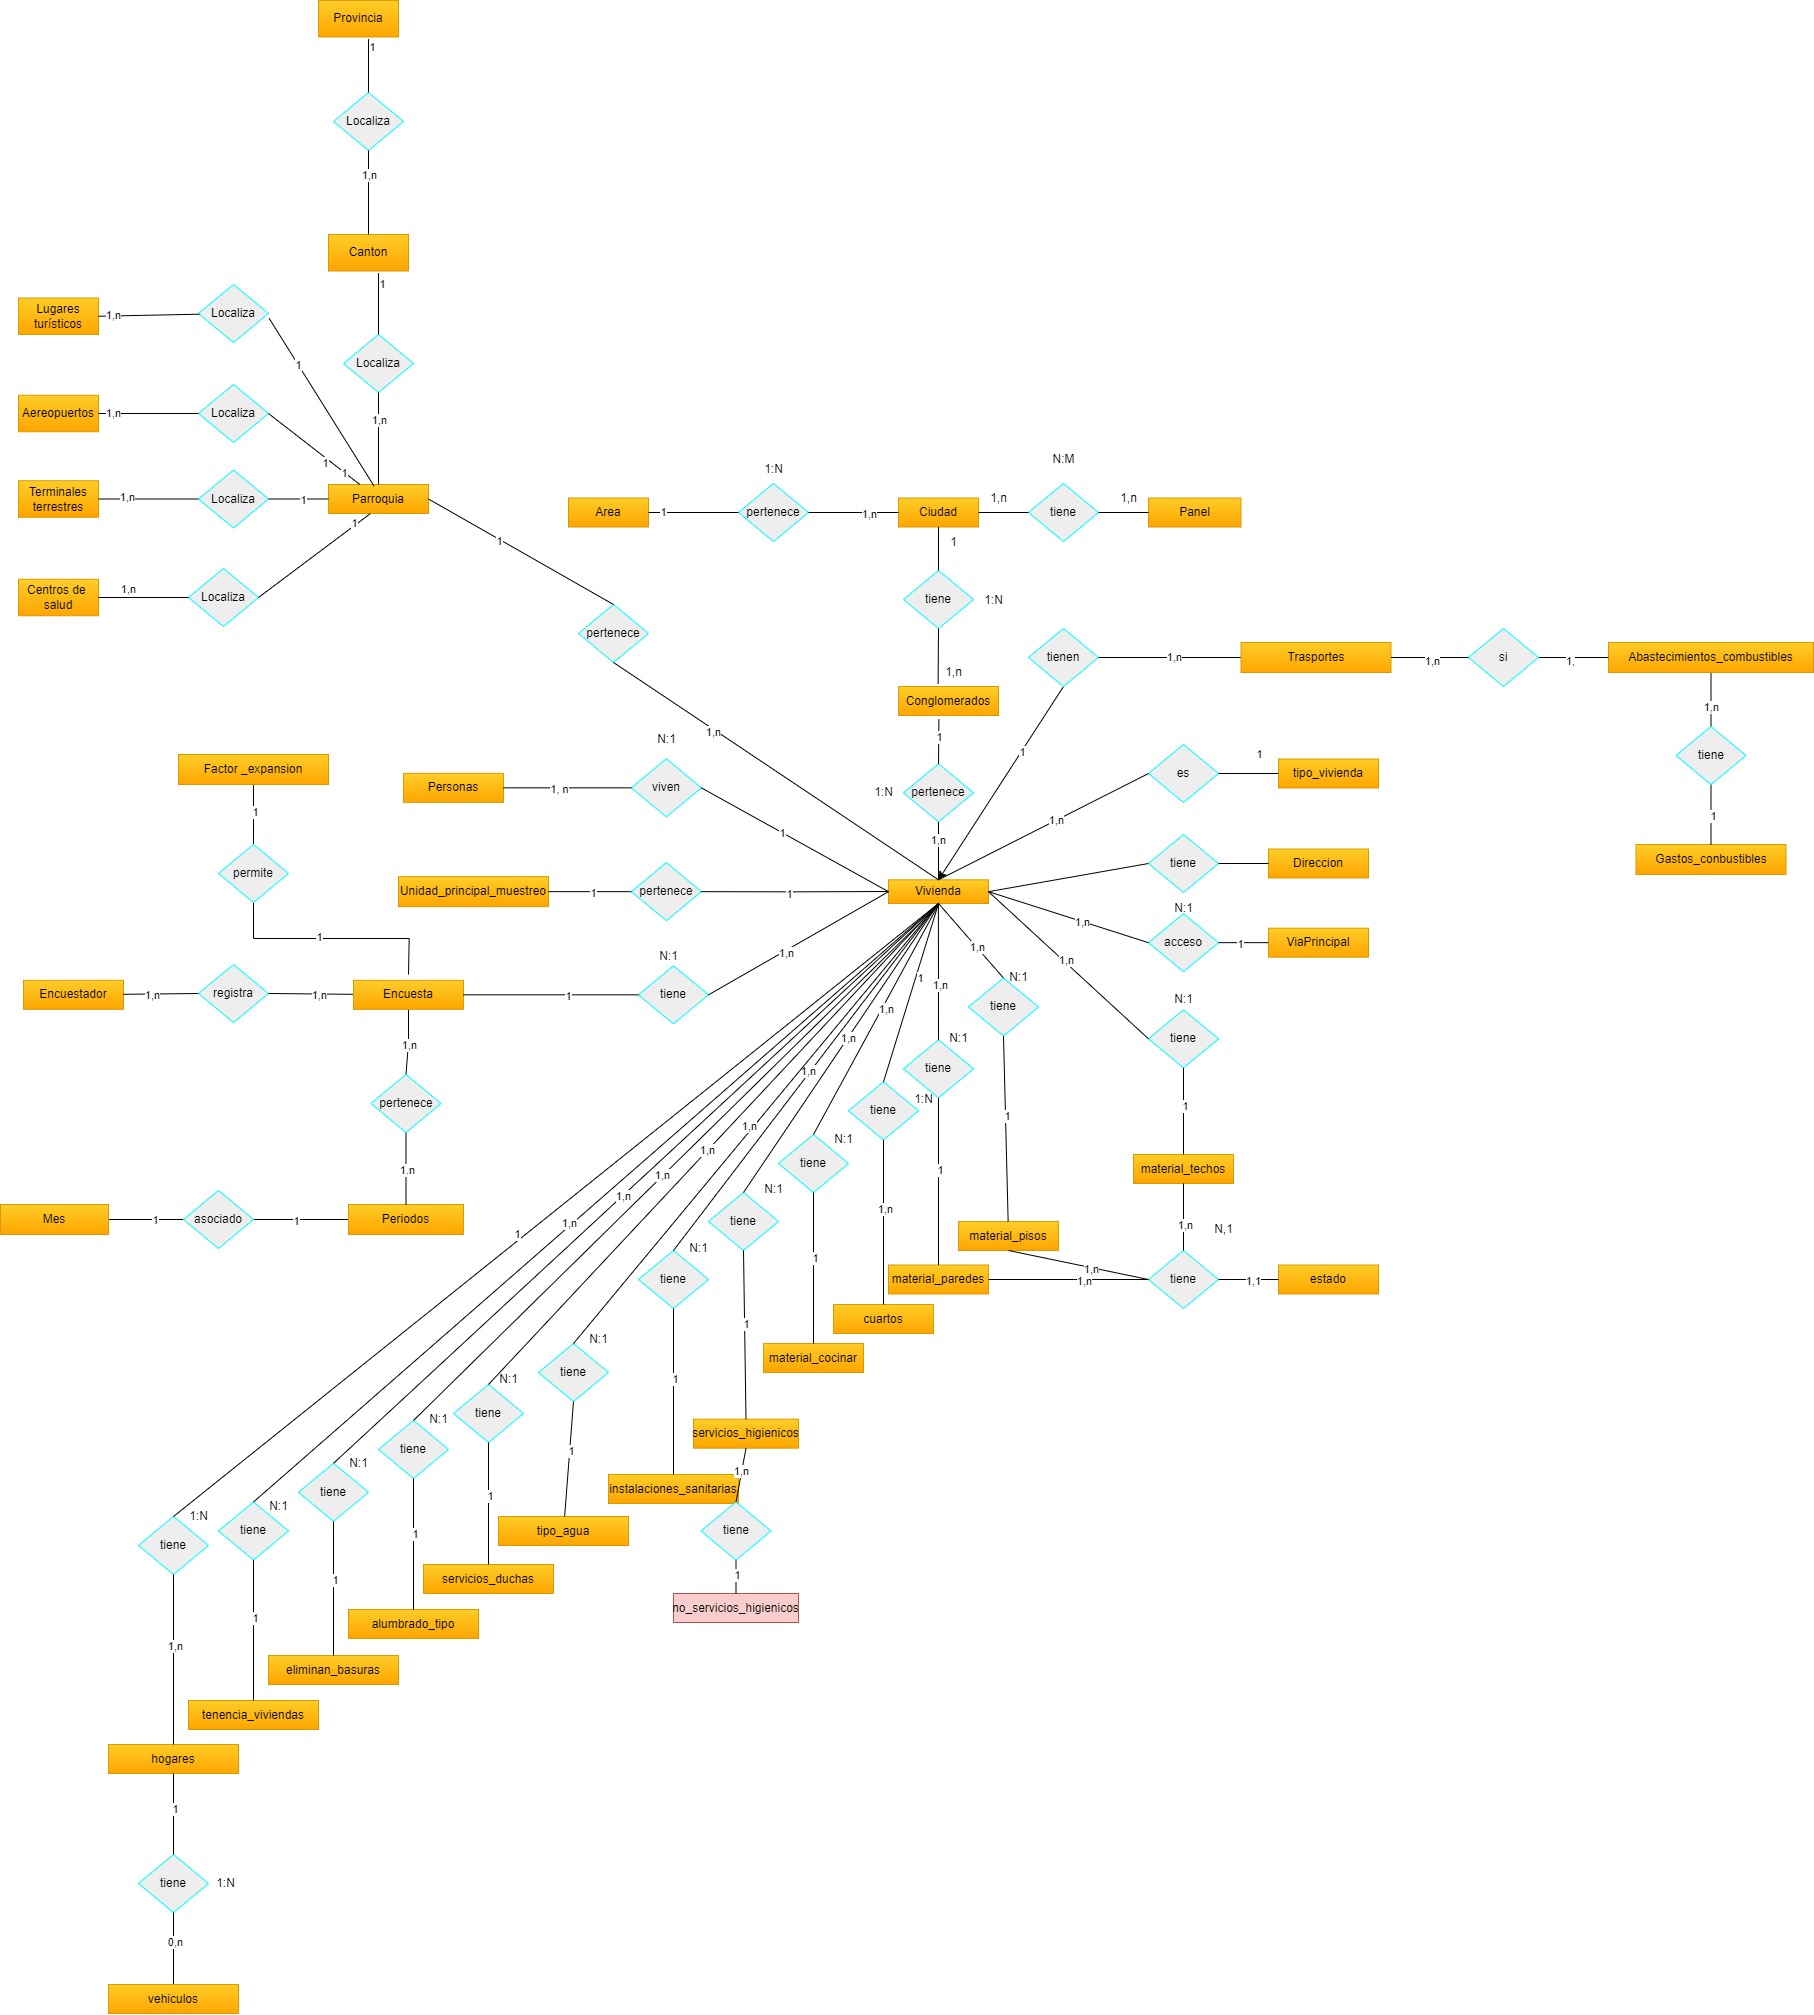 Provincia
1
Localiza
1,n
Canton
1
Localiza
1,n
Lugares
turísticos
1,n
Localiza
1
Aereopuertos
1,n
Localiza
1
1
Terminales
terrestres
1,n
Localiza
1
Parroquia
Centros de
salud
1,n
Localiza
1
1
pertenece
1,n
Area
1
1:N
pertenece
1,n
Ciudad
1,n
N:M
tiene
1,n
Panel
1
tiene
1:N
1,n
Conglomerados
1
1:N
pertenece
1,n
tienen
1
1,n
Trasportes
1,n
si
1,
Abastecimientos_combustibles
1,n
tiene
1
Gastos_conbustibles
es
1,n
1
tipo_vivienda
tiene
Direccion
N:1
acceso
1,n
1
ViaPrincipal
Personas
1, n
N:1
viven
1
Unidad_principal_muestreo
1
pertenece
1
Vivienda
Factor _expansion
1
permite
1
Encuestador
1,n
registra
1,n
Encuesta
1
N:1
tiene
1,n
1,n
pertenece
1.n
Mes
1
asociado
1
Periodos
1,n
N:1
tiene
1
material_techos
1,n
N,1
tiene
1,1
estado
1,n
N:1
tiene
1
material_pisos
1,n
1,n
N:1
tiene
1
material_paredes
1,n
1
tiene
1:N
1,n
cuartos
1,n
N:1
tiene
1
material_cocinar
1,n
N:1
tiene
1
servicios_higienicos
1,n
tiene
1
no_servicios_higienicos
1,n
N:1
tiene
1
instalaciones_sanitarias
1,n
N:1
tiene
1
tipo_agua
1,n
N:1
tiene
1
servicios_duchas
1,n
N:1
tiene
1
alumbrado_tipo
1,n
N:1
tiene
1
eliminan_basuras
1,n
N:1
tiene
1
tenencia_viviendas
1
1:N
tiene
1,n
hogares
1
tiene
1:N
0,n
vehiculos